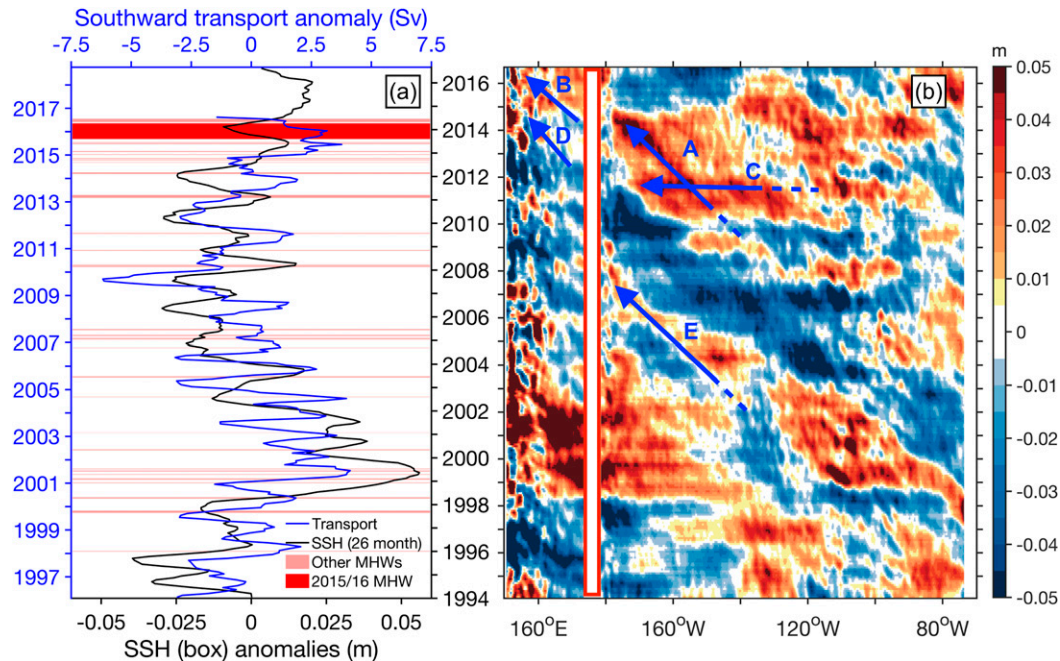 Southward transport anomaly (Sv)
-7.5 -5 -2.5 0 2.5 5 7.5
(a)
2017
2015
2013
2011
2009
2007
2005
2003
2001
1999
1997
Transport
SSH (26 month)
Other MHWs
2015/16 MHW
-0.05 -0.025 0 0.025 0.05
SSH (box) anomalies (m)
2016
2014
2012
2010
2008
2006
2004
2002
2000
1998
1996
1994
(b)
B
D
A
C
E
160°E 160°W 120°W 80°W
m
0.05
0.04
0.03
0.02
0.01
0
-0.01
-0.02
-0.03
-0.04
-0.05